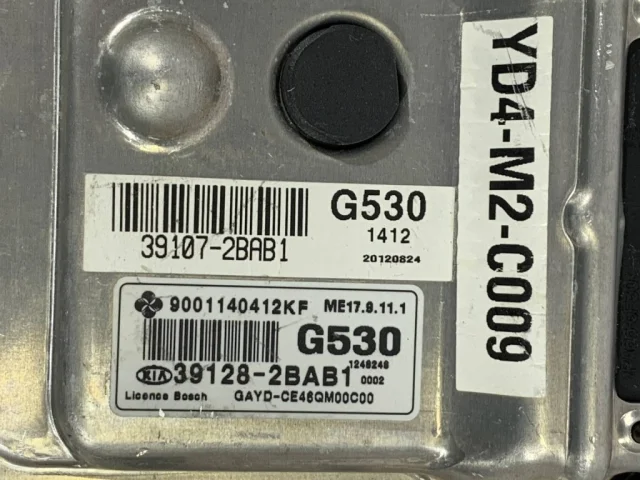 G530
1412
39107-2BAB1
20120824
9001140412KF ME17.9.11.1
G530
1248248
KIA 39128-2BAB1 0002
Licence Bosch GAYD-CE46QM00C00
YD4-M2-C009